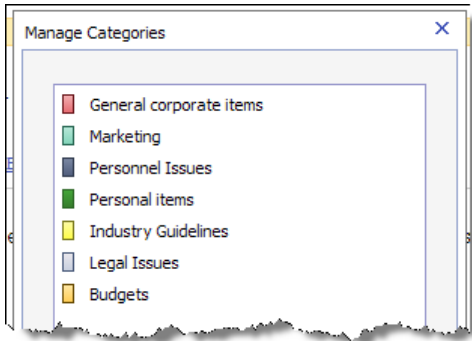 Manage Categories
General corporate items
Marketing
Personnel Issues
Personal items
Industry Guidelines
Legal Issues
Budgets